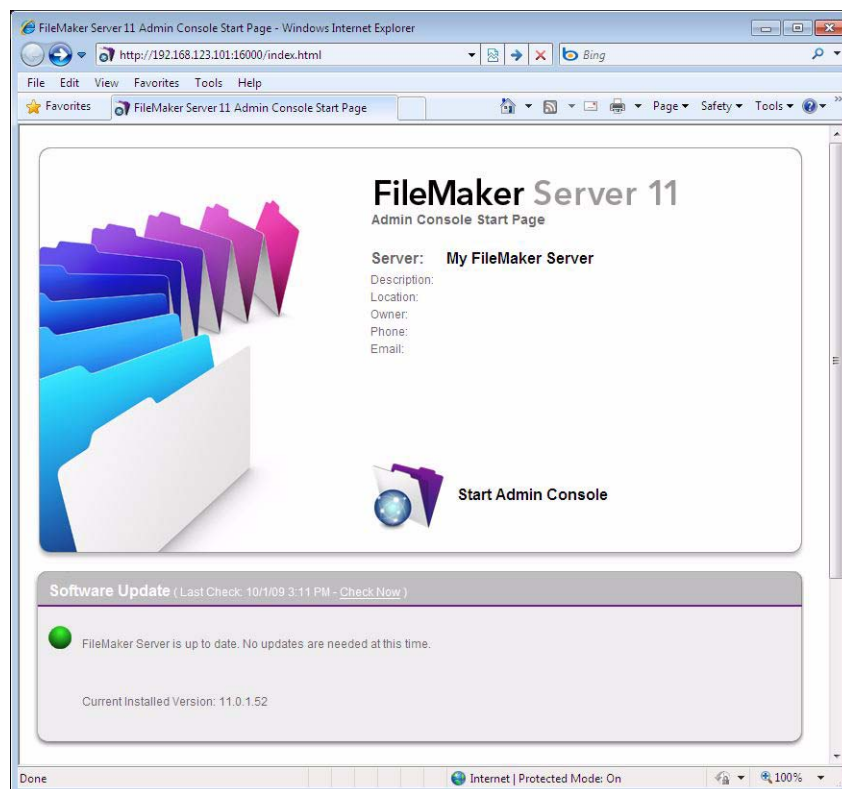 FileMaker Server 11 Admin Console Start Page - Windows Internet Explorer
http://192.168.123.101:16000/index.html
Bing
File Edit View Favorites Tools Help
Favorites
FileMaker Server 11 Admin Console Start Page
Page Safety Tools
FileMaker Server 11
Admin Console Start Page
Server: My FileMaker Server
Description:
Location:
Owner:
Phone:
Email:
Start Admin Console
Software Update ( Last Check: 10/1/09 3:11 PM - Check Now )
FileMaker Server is up to date. No updates are needed at this time.
Current Installed Version: 11.0.1.52
Done
Internet | Protected Mode: On
100%